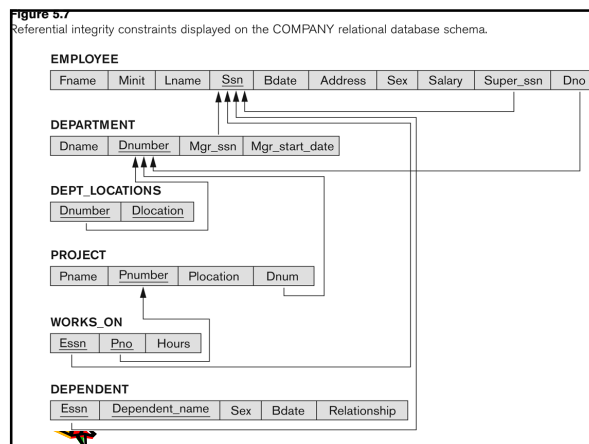 Figure 5.7
Referential integrity constraints displayed on the COMPANY relational database schema.
EMPLOYEE
Fname Minit Lname Ssn Bdate Address Sex Salary Super_ssn Dno
DEPARTMENT
Dname Dnumber Mgr_ssn Mgr_start_date
DEPT_LOCATIONS
Dnumber Dlocation
PROJECT
Pname Pnumber Plocation Dnum
WORKS_ON
Essn Pno Hours
DEPENDENT
Essn Dependent_name Sex Bdate Relationship